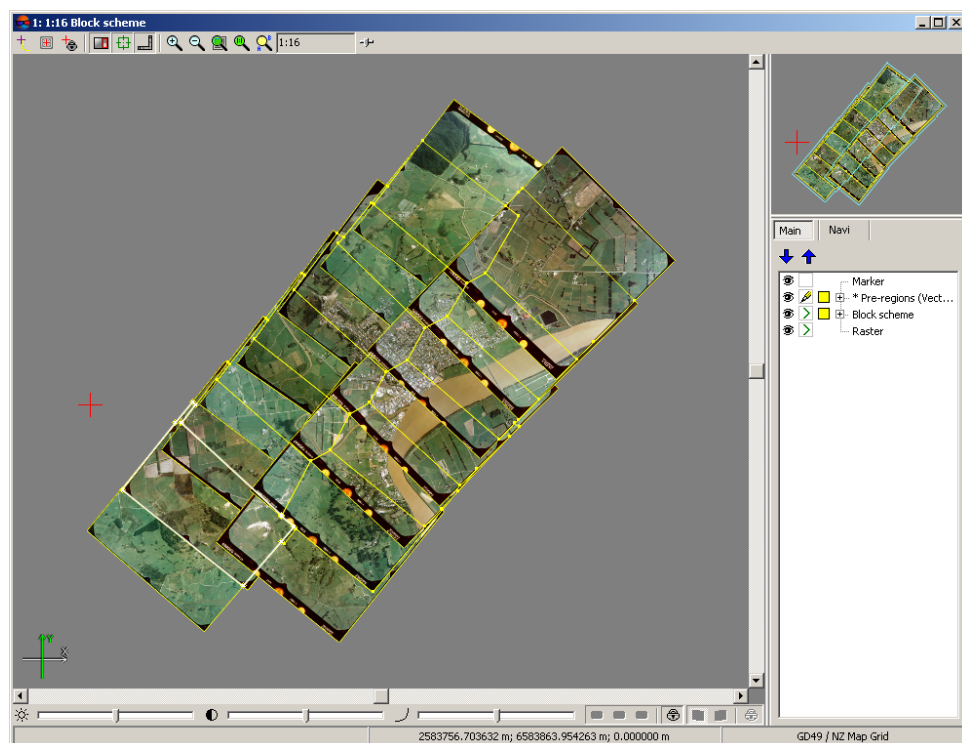 1: 1:16 Block scheme
1:16
Main Navi
Marker
* Pre-regions (Vect...
Block scheme
Raster
Y
X
2583756.703632 m; 6583863.954263 m; 0.000000 m
GD49 / NZ Map Grid